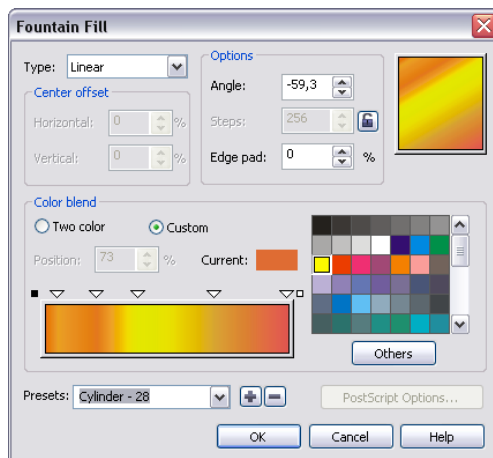 Fountain Fill
Type: Linear
Center offset
Horizontal: 0 %
Vertical: 0 %
Options
Angle: -59,3
Steps: 256
Edge pad: 0 %
Color blend
Two color Custom
Position: 73 % Current:
Others
Presets: Cylinder - 28
PostScript Options...
OK Cancel Help